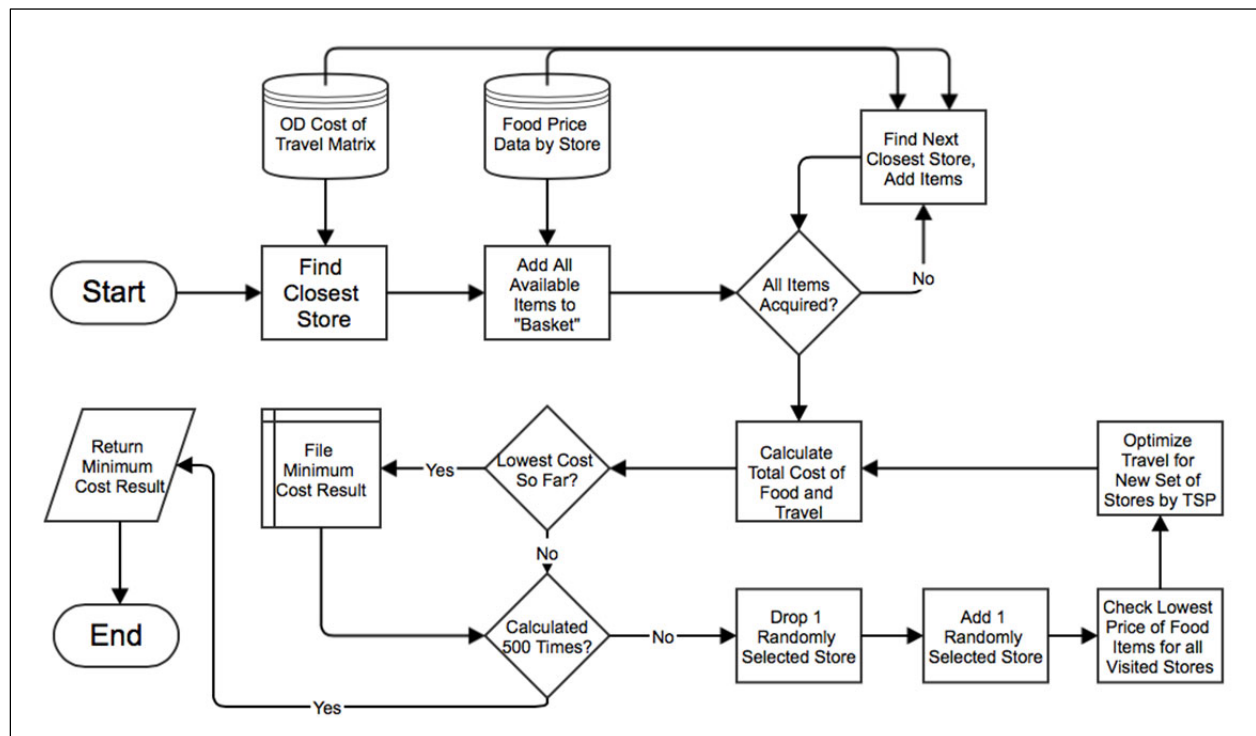 OD Cost of
Travel Matrix
Food Price
Data by Store
Find Next
Closest Store,
Add Items
Start
Find
Closest
Store
Add All
Available
Items to
"Basket"
All Items
Acquired?
No
Return
Minimum
Cost Result
File
Minimum
Cost Result
Yes
Lowest Cost
So Far?
Calculate
Total Cost of
Food and
Travel
Optimize
Travel for
New Set of
Stores by TSP
No
End
Calculated
500 Times?
No
Drop 1
Randomly
Selected Store
Add 1
Randomly
Selected Store
Check Lowest
Price of Food
Items for all
Visited Stores
Yes